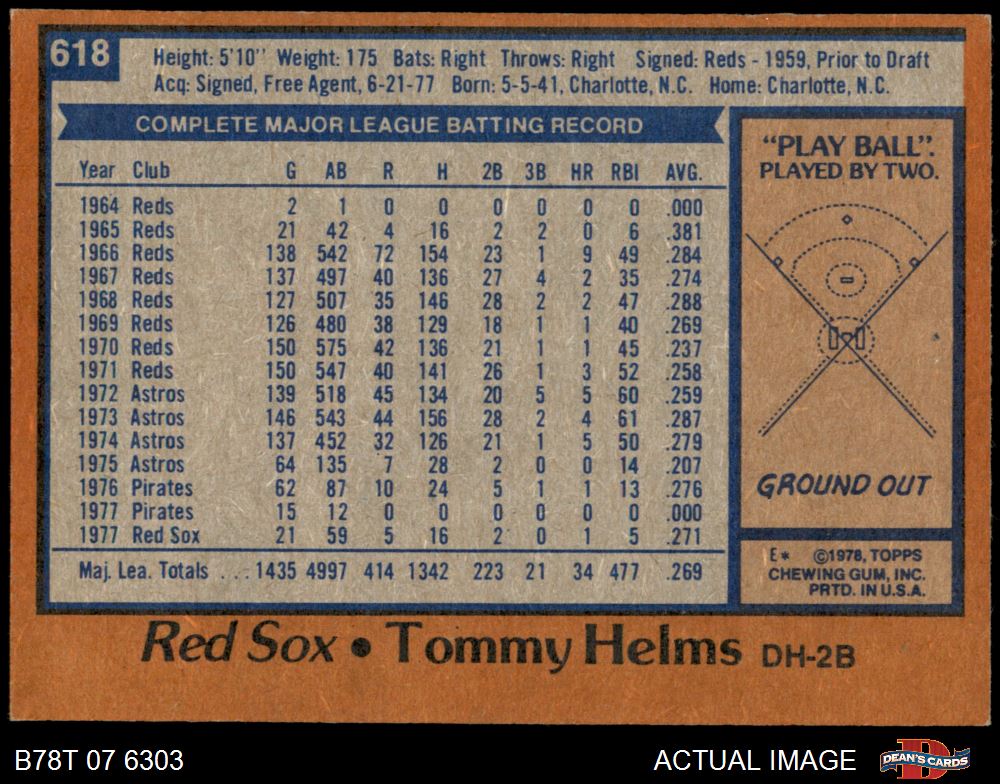 618
Height: 5'10'' Weight: 175 Bats: Right Throws: Right Signed: Reds - 1959, Prior to Draft
Acq: Signed, Free Agent, 6-21-77 Born: 5-5-41, Charlotte, N.C. Home: Charlotte, N.C.
COMPLETE MAJOR LEAGUE BATTING RECORD
Year Club G AB R H 2B 3B HR RBI AVG.
1964 Reds 2 1 0 0 0 0 0 0 .000
1965 Reds 21 42 4 16 2 2 0 6 .381
1966 Reds 138 542 72 154 23 1 9 49 .284
1967 Reds 137 497 40 136 27 4 2 35 .274
1968 Reds 127 507 35 146 28 2 2 47 .288
1969 Reds 126 480 38 129 18 1 1 40 .269
1970 Reds 150 575 42 136 21 1 1 45 .237
1971 Reds 150 547 40 141 26 1 3 52 .258
1972 Astros 139 518 45 134 20 5 5 60 .259
1973 Astros 146 543 44 156 28 2 4 61 .287
1974 Astros 137 452 32 126 21 1 5 50 .279
1975 Astros 64 135 7 28 2 0 0 14 .207
1976 Pirates 62 87 10 24 5 1 1 13 .276
1977 Pirates 15 12 0 0 0 0 0 0 .000
1977 Red Sox 21 59 5 16 2 0 1 5 .271
Maj. Lea. Totals . . . 1435 4997 414 1342 223 21 34 477 .269
"PLAY BALL".
PLAYED BY TWO.
GROUND OUT
E* ©1978, TOPPS
CHEWING GUM, INC.
PRTD. IN U.S.A.
Red Sox • Tommy Helms DH-2B
B78T 07 6303
ACTUAL IMAGE
D
DEAN'S CARDS